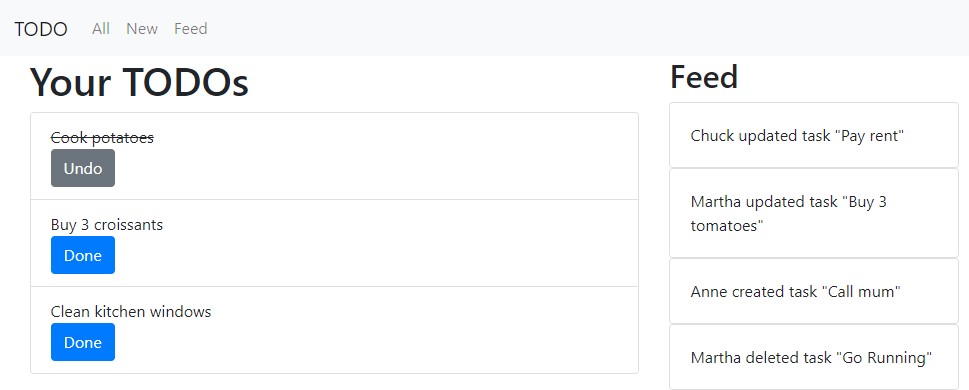 TODO All New Feed
Your TODOs
Cook potatoes
Undo
Buy 3 croissants
Done
Clean kitchen windows
Done
Feed
Chuck updated task "Pay rent"
Martha updated task "Buy 3
tomatoes"
Anne created task "Call mum"
Martha deleted task "Go Running"